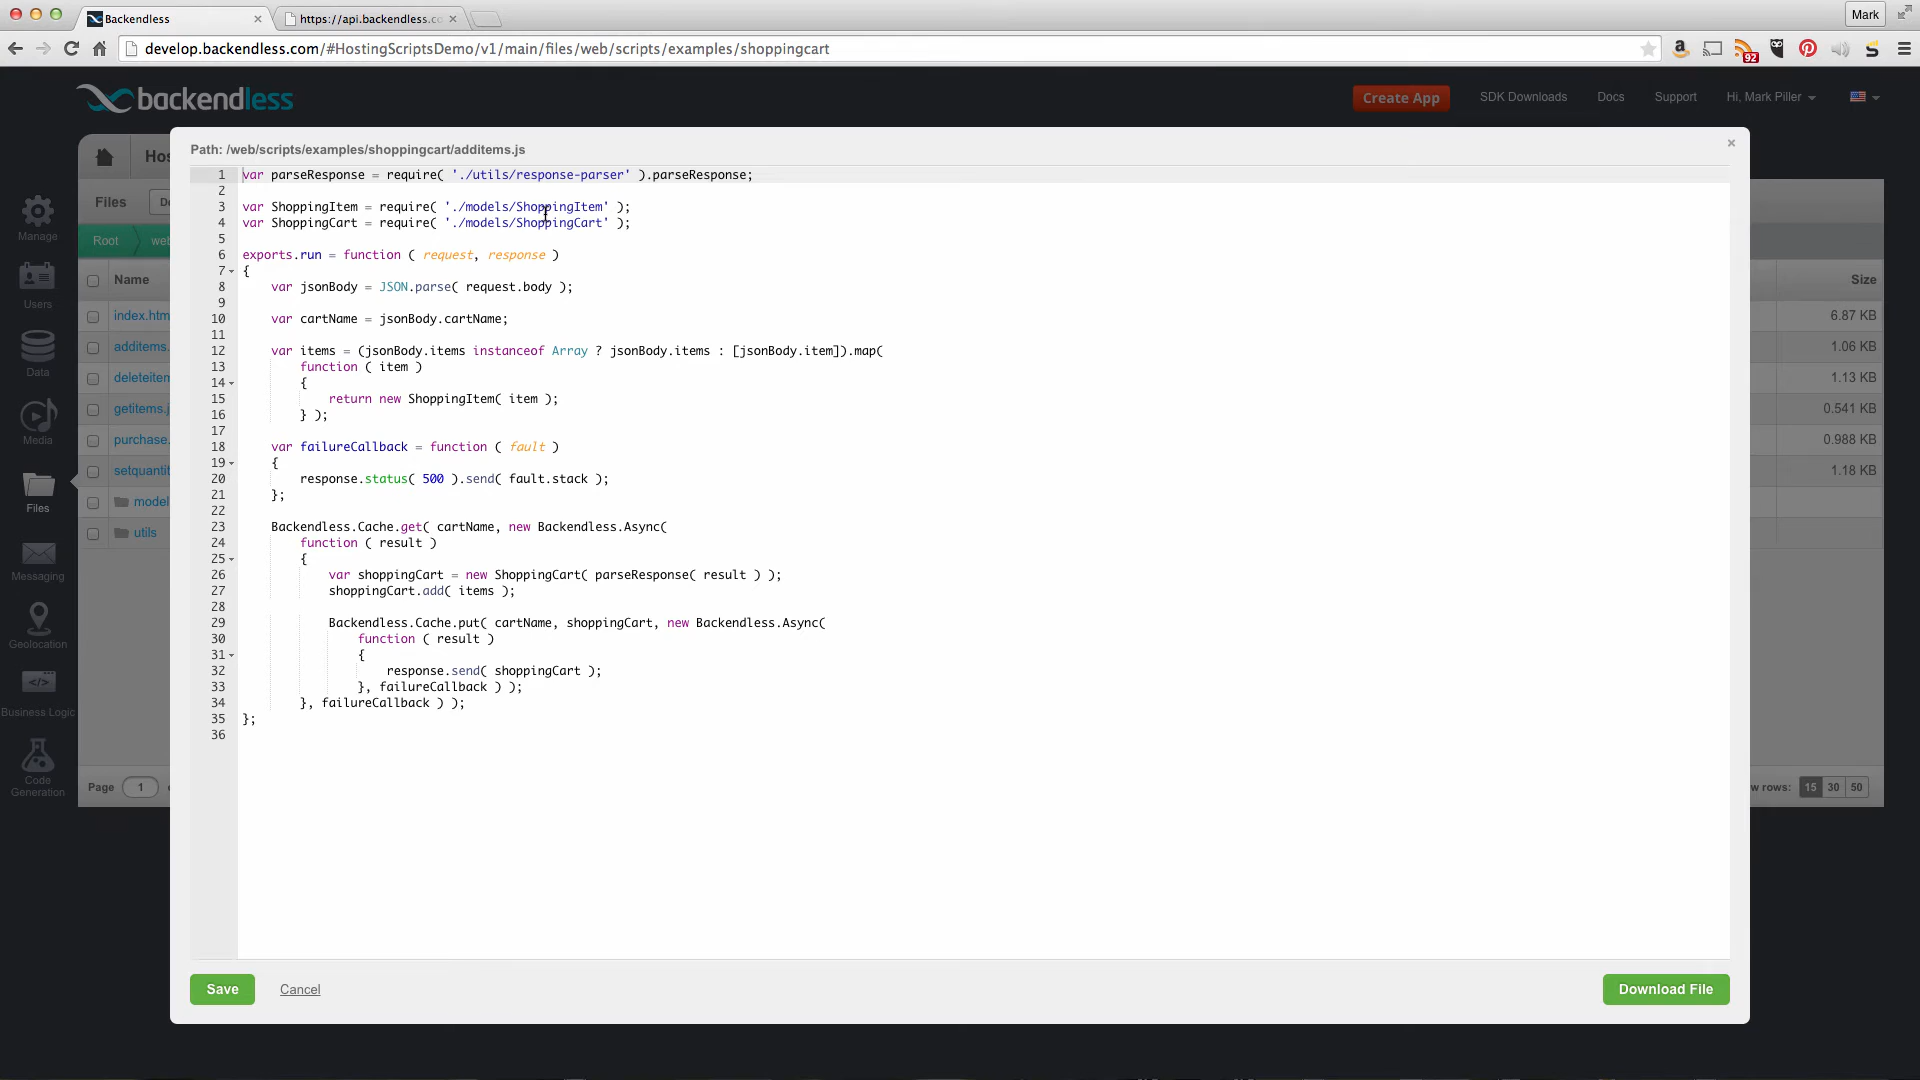 Backendless
https://api.backendless.co
Mark
develop.backendless.com/#HostingScriptsDemo/v1/main/files/web/scripts/examples/shoppingcart
92
backendless
Create App
SDK Downloads
Docs
Support
Hi, Mark Piller
Path: /web/scripts/examples/shoppingcart/additems.js
Hos
Files
Root
web
Name
Size
index.htm
6.87 KB
additems.
1.06 KB
deleteitem
1.13 KB
getitems.j
0.541 KB
purchase.
0.988 KB
setquantit
1.18 KB
model
utils
Manage
Users
Data
Media
Files
Messaging
Geolocation
Business Logic
Code
Generation
1 var parseResponse = require( './utils/response-parser' ).parseResponse;
2
3 var ShoppingItem = require( './models/ShoppingItem' );
4 var ShoppingCart = require( './models/ShoppingCart' );
5
6 exports.run = function ( request, response )
7 {
8 var jsonBody = JSON.parse( request.body );
9
10 var cartName = jsonBody.cartName;
11
12 var items = (jsonBody.items instanceof Array ? jsonBody.items : [jsonBody.item]).map(
13 function ( item )
14 {
15 return new ShoppingItem( item );
16 } );
17
18 var failureCallback = function ( fault )
19 {
20 response.status( 500 ).send( fault.stack );
21 };
22
23 Backendless.Cache.get( cartName, new Backendless.Async(
24 function ( result )
25 {
26 var shoppingCart = new ShoppingCart( parseResponse( result ) );
27 shoppingCart.add( items );
28
29 Backendless.Cache.put( cartName, shoppingCart, new Backendless.Async(
30 function ( result )
31 {
32 response.send( shoppingCart );
33 }, failureCallback ) );
34 }, failureCallback ) );
35 };
36
Page 1
w rows: 15 30 50
Save
Cancel
Download File